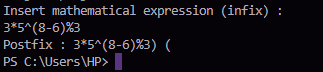 Insert mathematical expression (infix) :
3*5^(8-6)%3
Postfix : 3*5^(8-6)%3) (
PS C:\Users\HP>